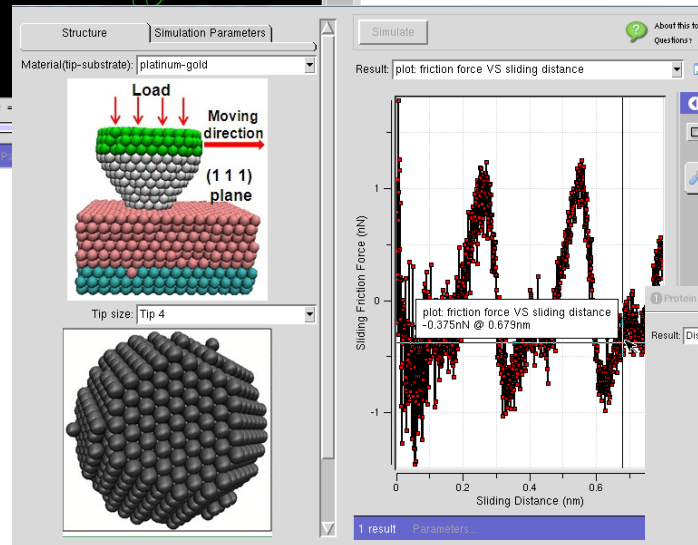 Structure
Simulation Parameters
Material(tip-substrate): platinum-gold
Load
Moving
direction
(1 1 1)
plane
Tip size: Tip 4
Simulate
About this to
Questions?
Result: plot: friction force VS sliding distance
Sliding Friction Force (nN)
1
0
-1
plot: friction force VS sliding distance
-0.375nN @ 0.679nm
0 0.2 0.4 0.6
Sliding Distance (nm)
1 result Parameters...
1 Protein
Result: Dis